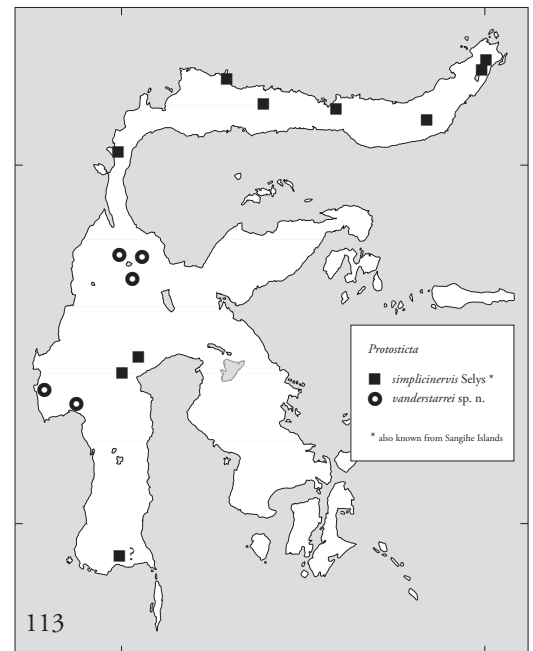 Protosticta
simplicinervis Selys *
vanderstarrei sp. n.
* also known from Sangihe Islands
?
113